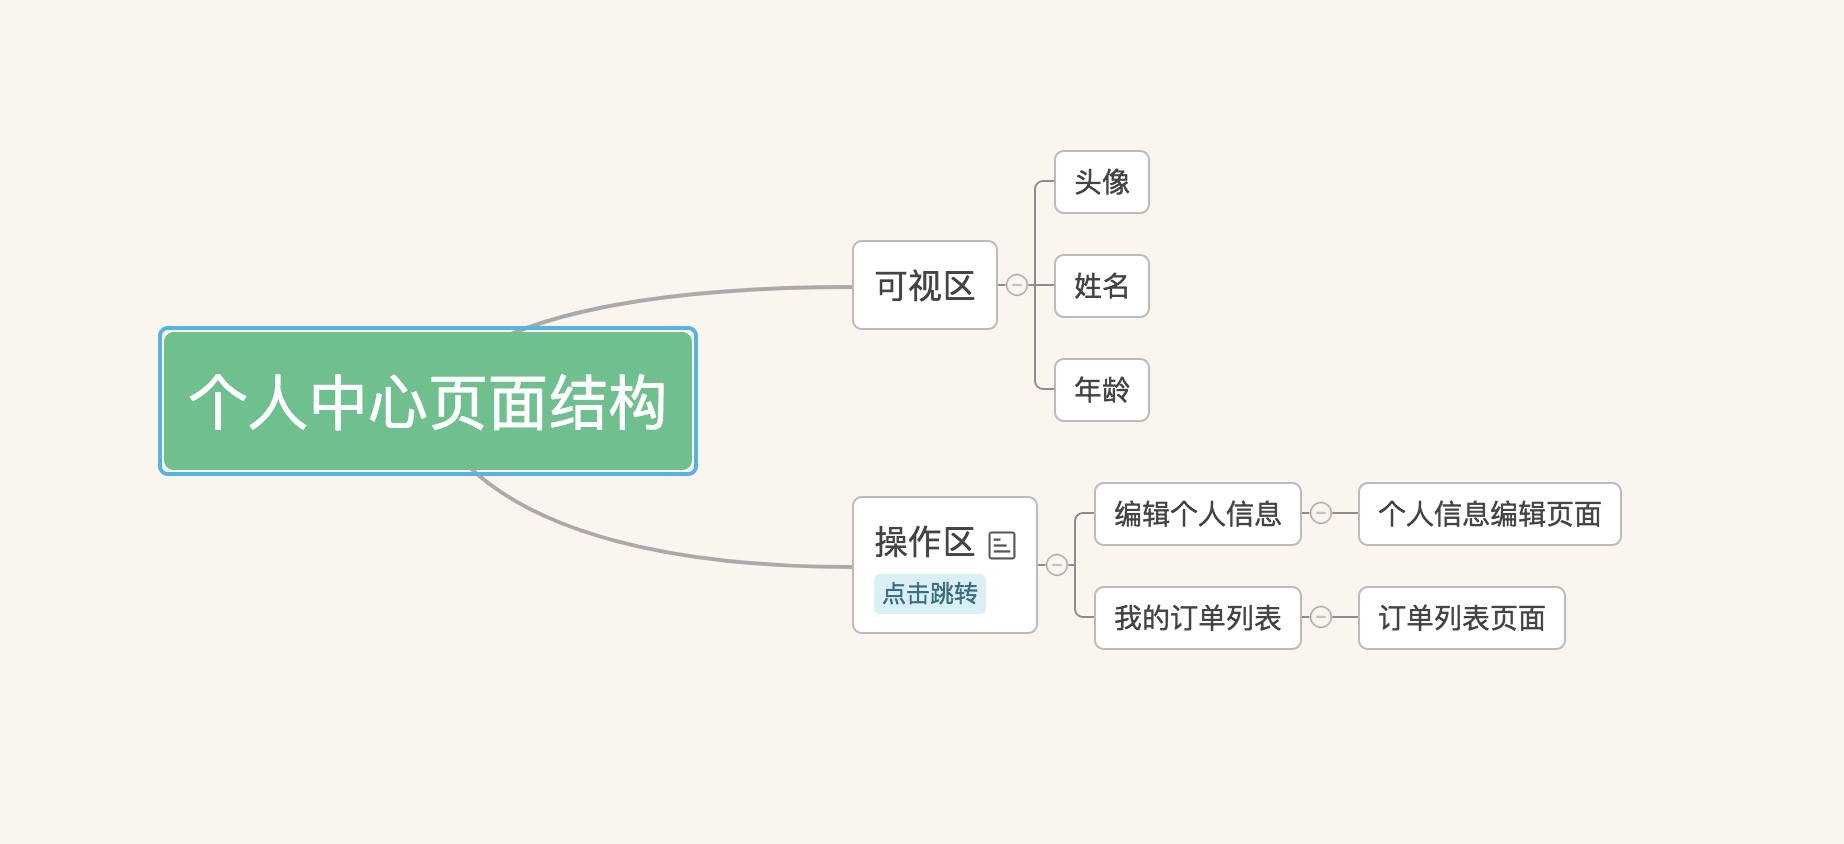 个人中心页面结构
可视区
头像
姓名
年龄
操作区
点击跳转
编辑个人信息
个人信息编辑页面
我的订单列表
订单列表页面